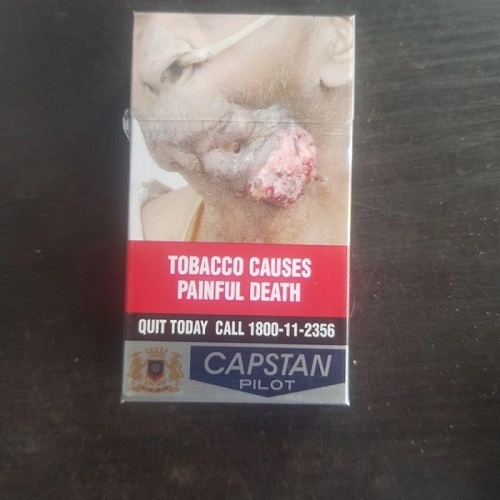 TOBACCO CAUSES
PAINFUL DEATH
QUIT TODAY CALL 1800-11-2356
CAPSTAN
PILOT